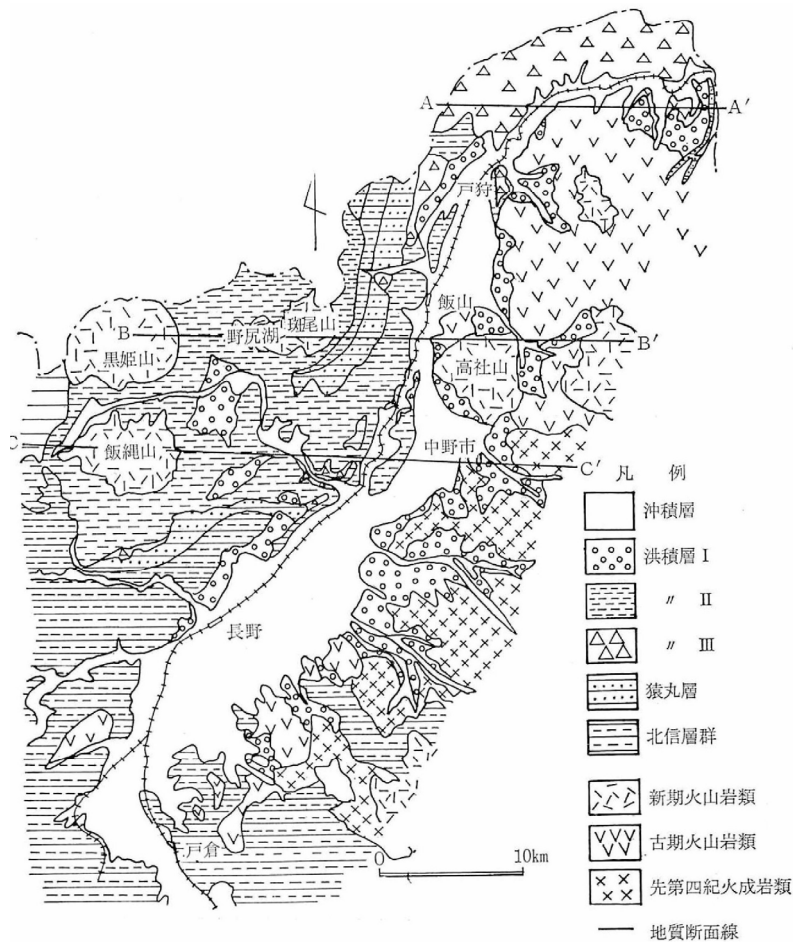 A
A′
戸狩
飯山
B
野尻湖
斑尾山
B′
黒姫山
高社山
飯縄山
中野市
C′
凡 例
沖積層
洪積層 I
〃 II
〃 III
猿丸層
北信層群
長野
新期火山岩類
古期火山岩類
戸倉
0 10km
先第四紀火成岩類
地質断面線